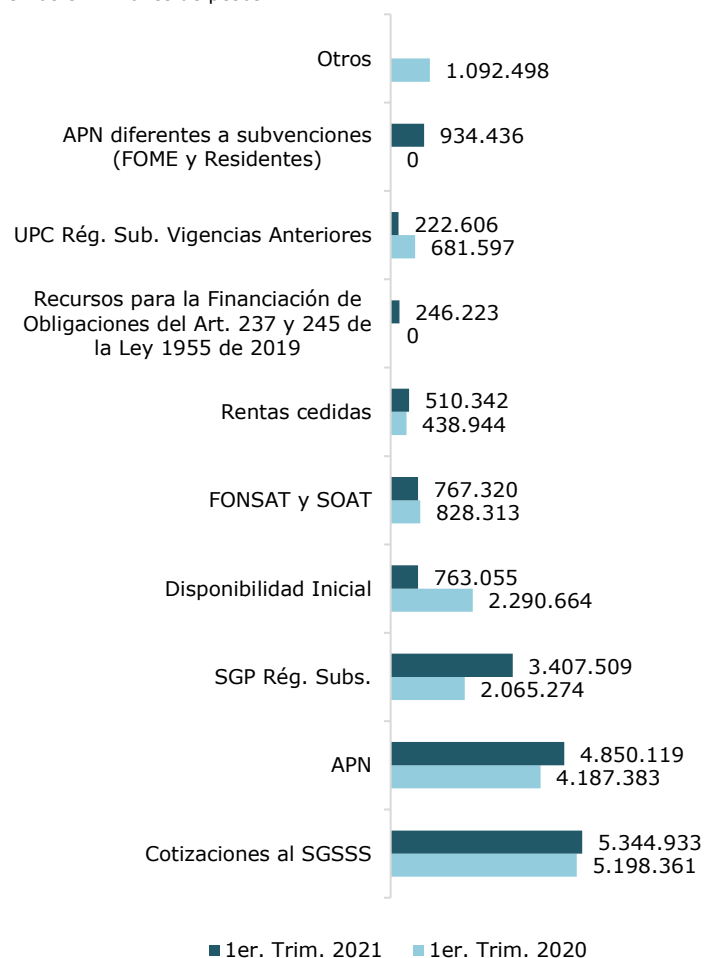 Otros
1.092.498
APN diferentes a subvenciones
(FOME y Residentes)
934.436
0
UPC Rég. Sub. Vigencias Anteriores
222.606
681.597
Recursos para la Financiación de
Obligaciones del Art. 237 y 245 de
la Ley 1955 de 2019
246.223
0
Rentas cedidas
510.342
438.944
FONSAT y SOAT
767.320
828.313
Disponibilidad Inicial
763.055
2.290.664
SGP Rég. Subs.
3.407.509
2.065.274
APN
4.850.119
4.187.383
Cotizaciones al SGSSS
5.344.933
5.198.361
1er. Trim. 2021 1er. Trim. 2020